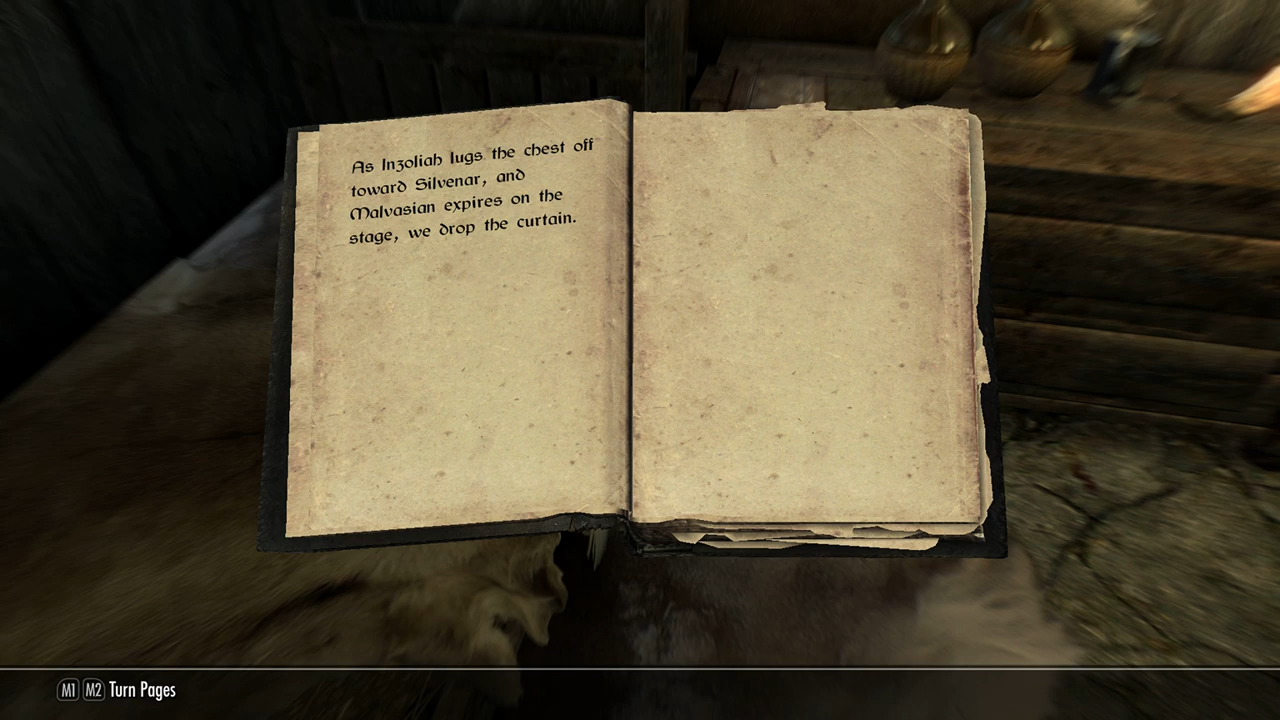 As Inzoliah lugs the chest off
toward Silvenar, and
Malvasian expires on the
stage, we drop the curtain.
M1 M2 Turn Pages